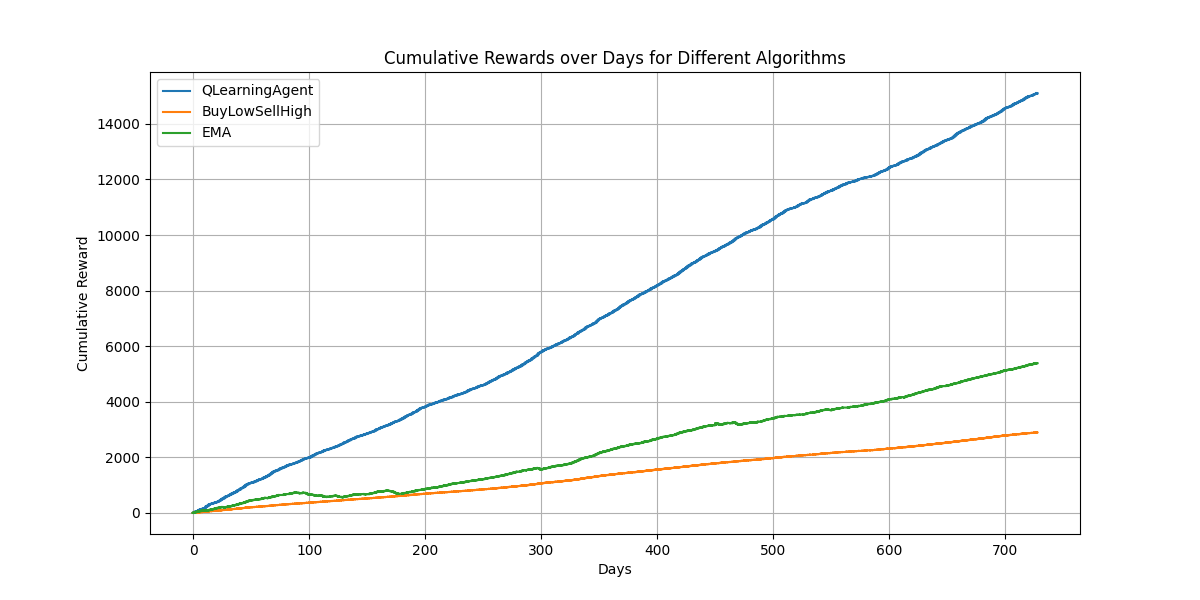 Cumulative Rewards over Days for Different Algorithms
QLearningAgent
BuyLowSellHigh
EMA
14000
12000
10000
8000
6000
4000
2000
0
Cumulative Reward
0 100 200 300 400 500 600 700
Days